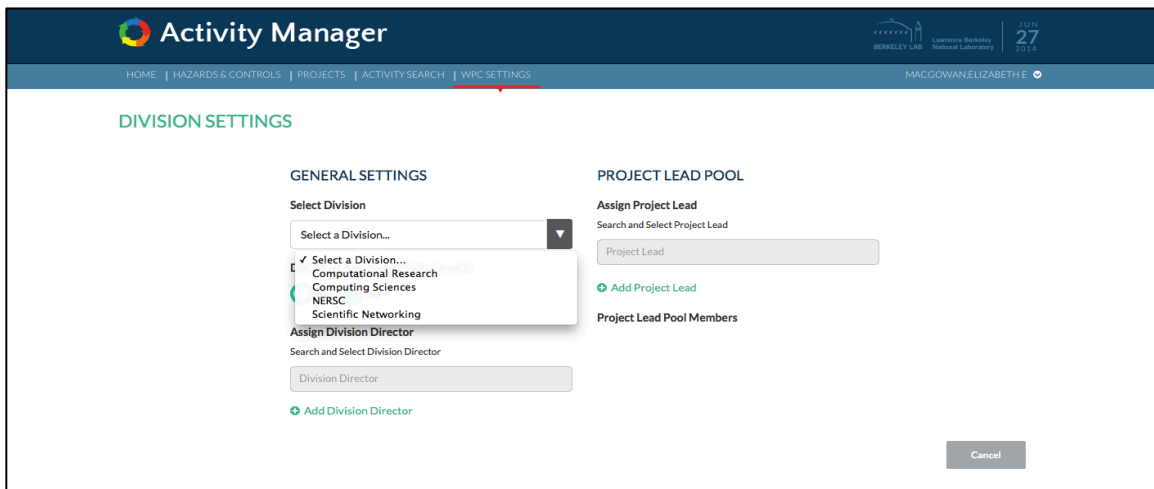 Activity Manager
BERKELEY LAB
Lawrence Berkeley
National Laboratory
JUN
27
2014
HOME | HAZARDS & CONTROLS | PROJECTS | ACTIVITY SEARCH | WPC SETTINGS
MACGOWAN,ELIZABETH E
DIVISION SETTINGS
GENERAL SETTINGS
Select Division
Select a Division...
✓ Select a Division...
Computational Research
Computing Sciences
NERSC
Scientific Networking
Assign Division Director
Search and Select Division Director
Division Director
Add Division Director
PROJECT LEAD POOL
Assign Project Lead
Search and Select Project Lead
Project Lead
Add Project Lead
Project Lead Pool Members
Cancel